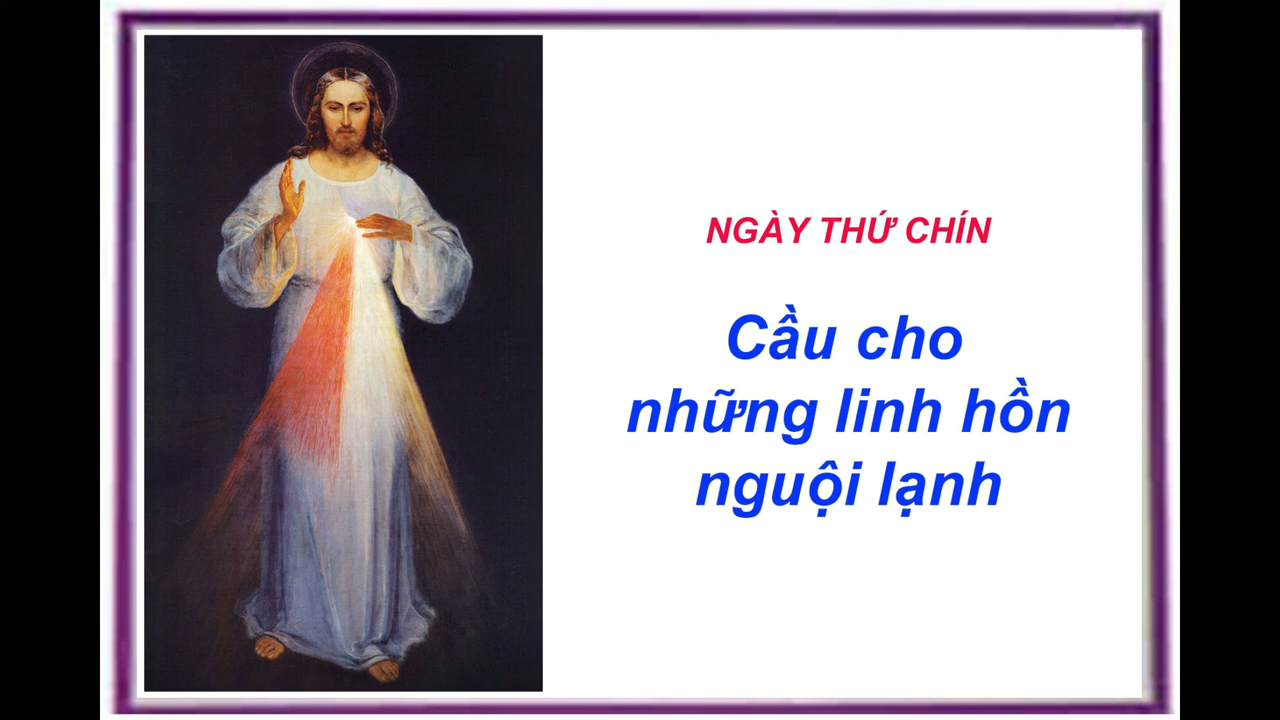 NGÀY THỨ CHÍN
Cầu cho
những linh hồn
nguội lạnh